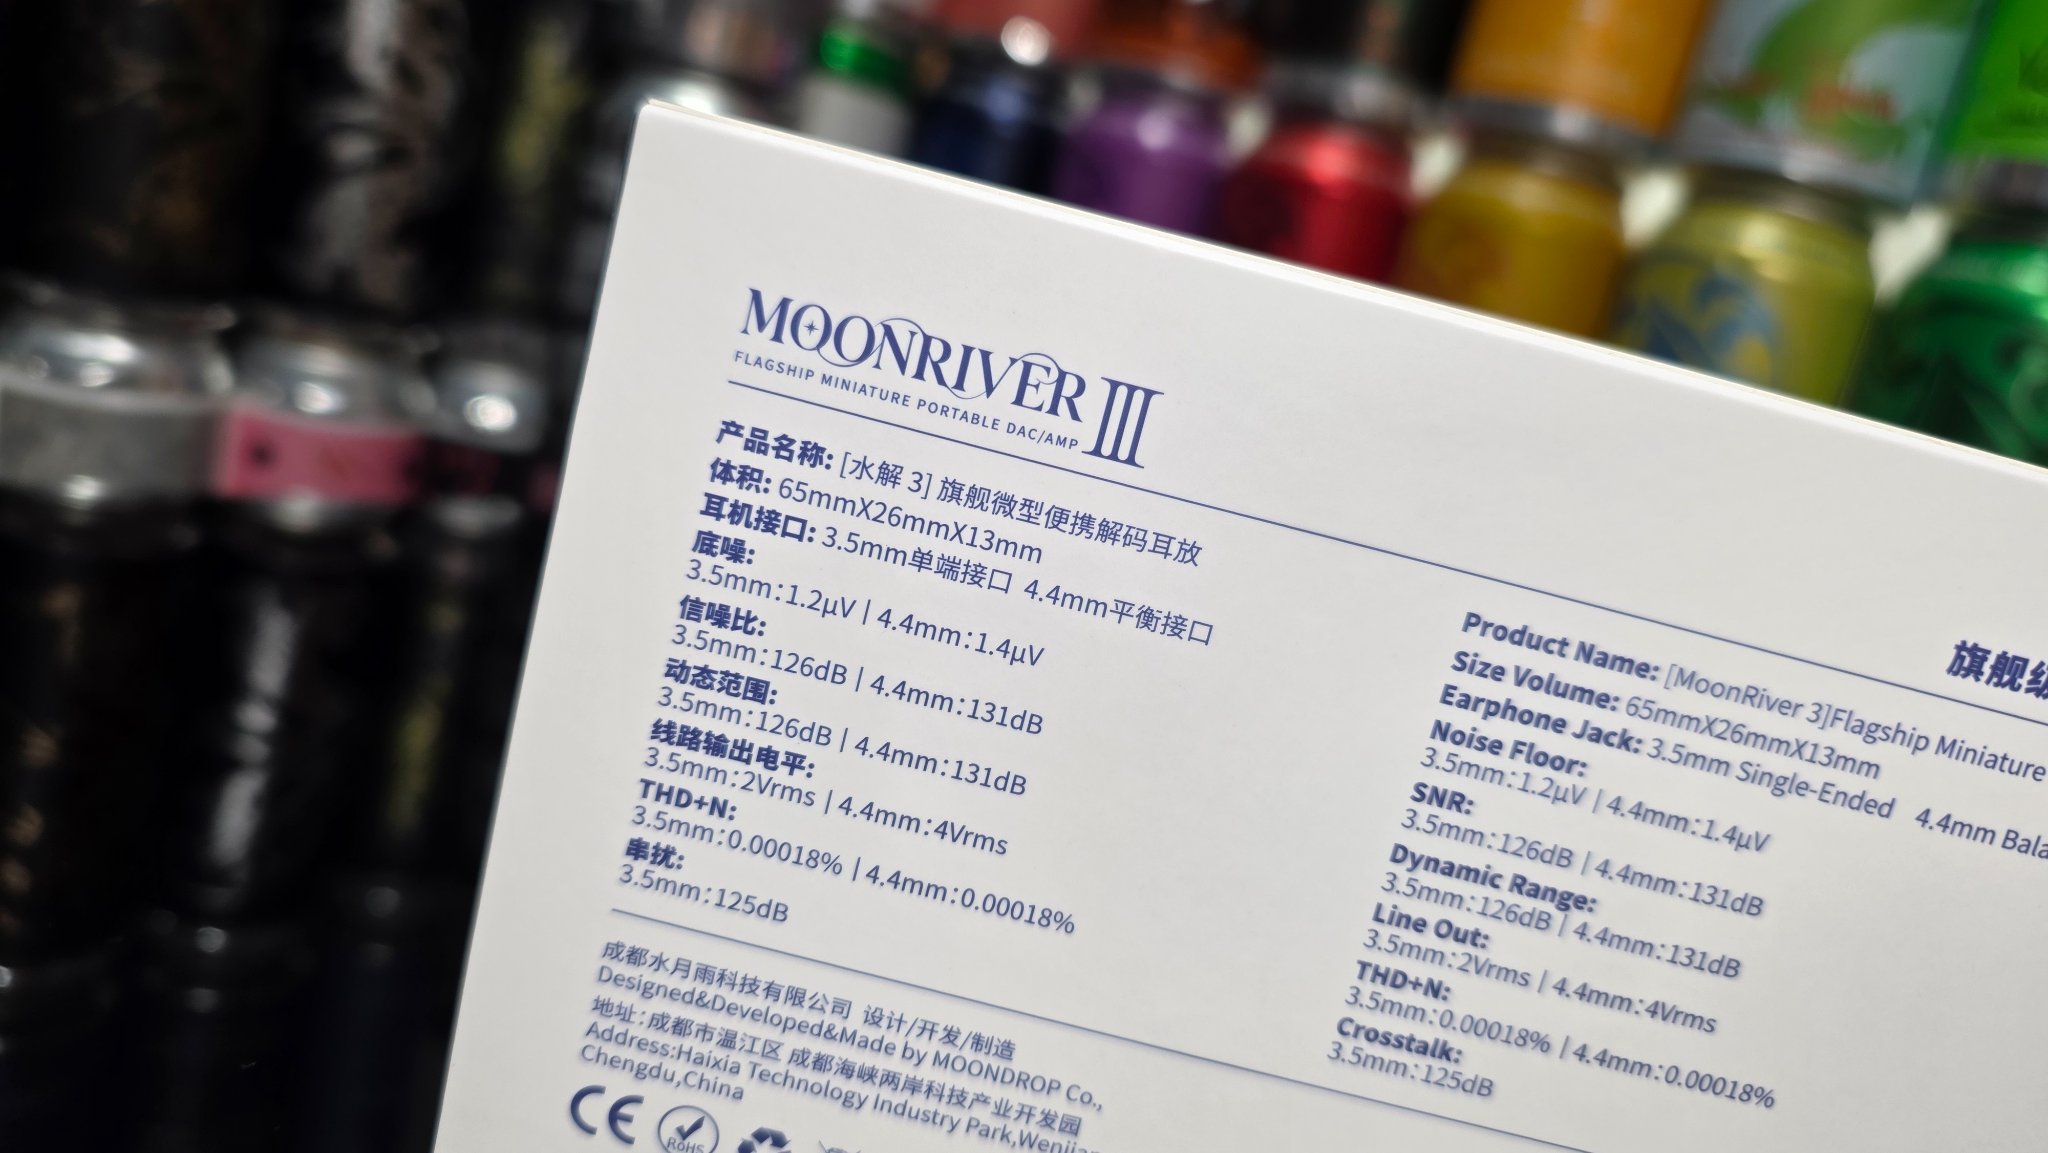 MOONRIVER III
FLAGSHIP MINIATURE PORTABLE DAC/AMP
产品名称: [水解 3] 旗舰微型便携解码耳放
体积: 65mmX26mmX13mm
耳机接口: 3.5mm单端接口 4.4mm平衡接口
底噪:
3.5mm:1.2μV | 4.4mm:1.4μV
信噪比:
3.5mm:126dB | 4.4mm:131dB
动态范围:
3.5mm:126dB | 4.4mm:131dB
线路输出电平:
3.5mm:2Vrms | 4.4mm:4Vrms
THD+N:
3.5mm:0.00018% | 4.4mm:0.00018%
串扰:
3.5mm:125dB
旗舰级
Product Name: [MoonRiver 3]Flagship Miniature
Size Volume: 65mmX26mmX13mm
Earphone Jack: 3.5mm Single-Ended 4.4mm Bala
Noise Floor:
3.5mm:1.2μV | 4.4mm:1.4μV
SNR:
3.5mm:126dB | 4.4mm:131dB
Dynamic Range:
3.5mm:126dB | 4.4mm:131dB
Line Out:
3.5mm:2Vrms | 4.4mm:4Vrms
THD+N:
3.5mm:0.00018% | 4.4mm:0.00018%
Crosstalk:
3.5mm:125dB
成都水月雨科技有限公司 设计/开发/制造
Designed&Developed&Made by MOONDROP Co.,
地址:成都市温江区 成都海峡两岸科技产业开发园
Address:Haixia Technology Industry Park,Wenjian
Chengdu,China
CE
RoHS